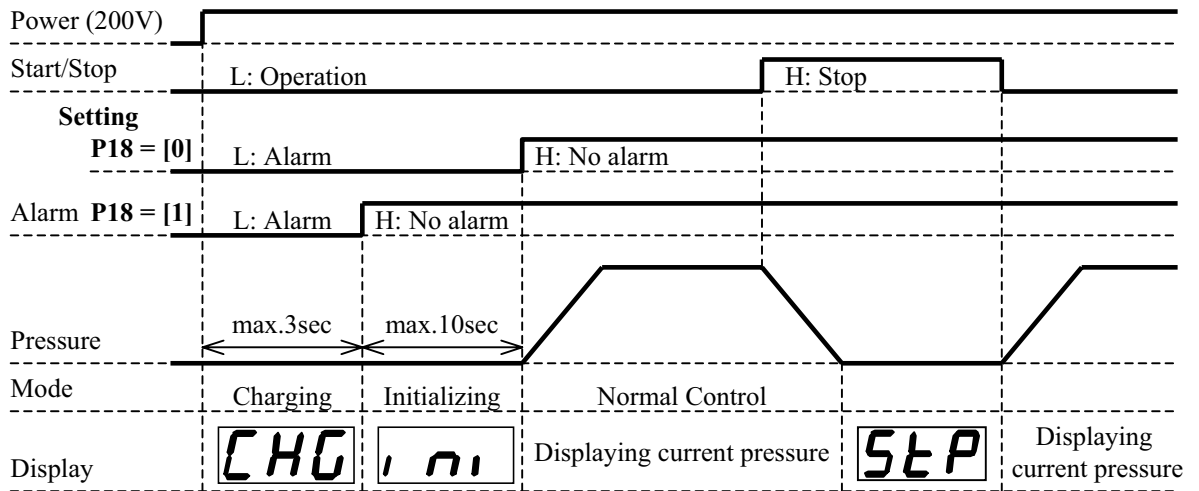 Power (200V)
Start/Stop
L: Operation
H: Stop
Setting
P18 = [0]
L: Alarm
H: No alarm
Alarm P18 = [1]
L: Alarm
H: No alarm
max.3sec
max.10sec
Pressure
Mode
Charging
Initializing
Normal Control
Display
CHG
ini
Displaying current pressure
StP
Displaying
current pressure